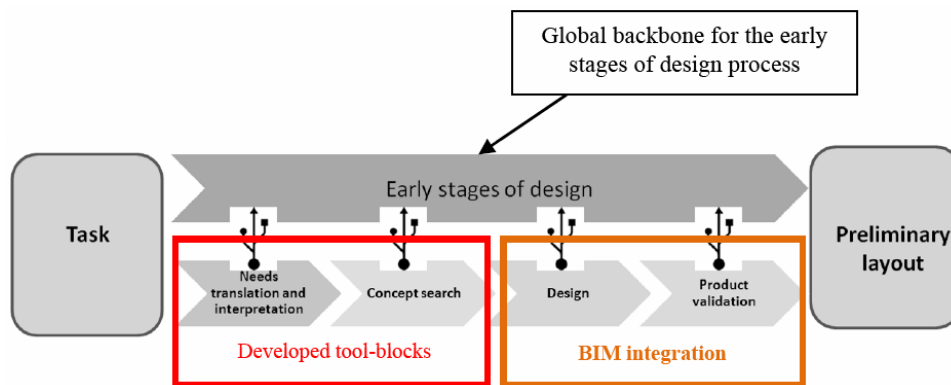 Global backbone for the early
stages of design process
Early stages of design
Task
Needs
translation and
interpretation
Concept search
Design
Product
validation
Preliminary
layout
Developed tool-blocks
BIM integration